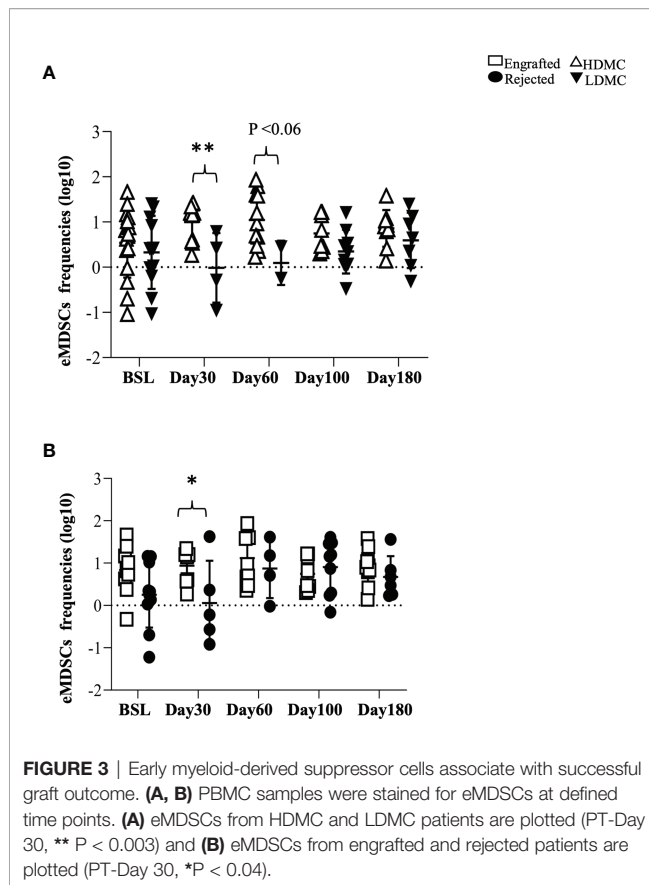 A
Engrafted HDMC
Rejected LDMC
eMDSCs frequencies (log10)
3
2
1
0
-1
-2
**
P <0.06
BSL Day30 Day60 Day100 Day180
B
eMDSCs frequencies (log10)
3
2
1
0
-1
-2
*
BSL Day30 Day60 Day100 Day180
FIGURE 3 | Early myeloid-derived suppressor cells associate with successful
graft outcome. (A, B) PBMC samples were stained for eMDSCs at defined
time points. (A) eMDSCs from HDMC and LDMC patients are plotted (PT-Day
30, ** P < 0.003) and (B) eMDSCs from engrafted and rejected patients are
plotted (PT-Day 30, *P < 0.04).